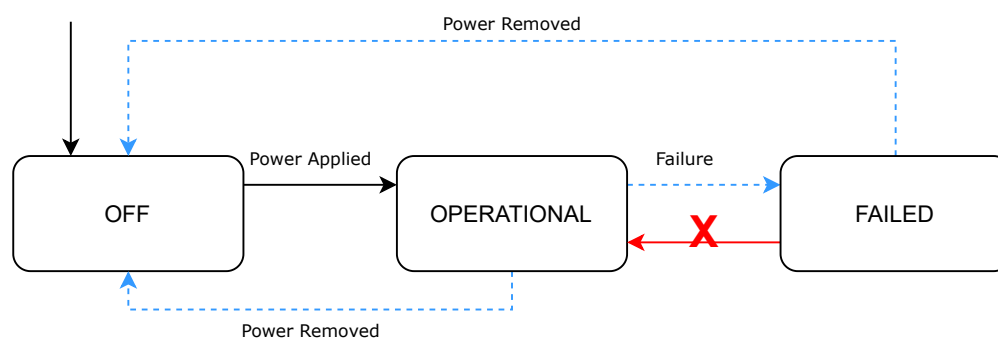 Power Removed
Power Applied
Failure
OFF
OPERATIONAL
X
FAILED
Power Removed